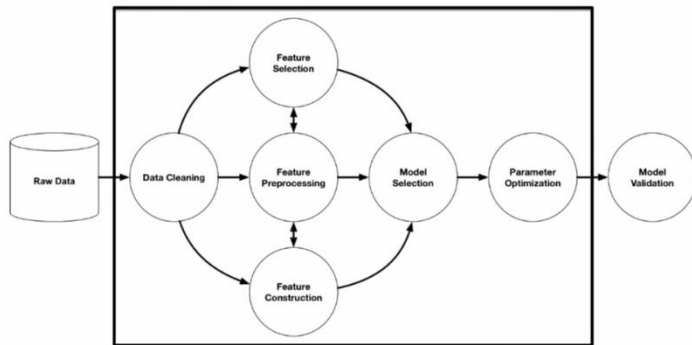 Feature
Selection
Raw Data
Data Cleaning
Feature
Preprocessing
Model
Selection
Parameter
Optimization
Model
Validation
Feature
Construction